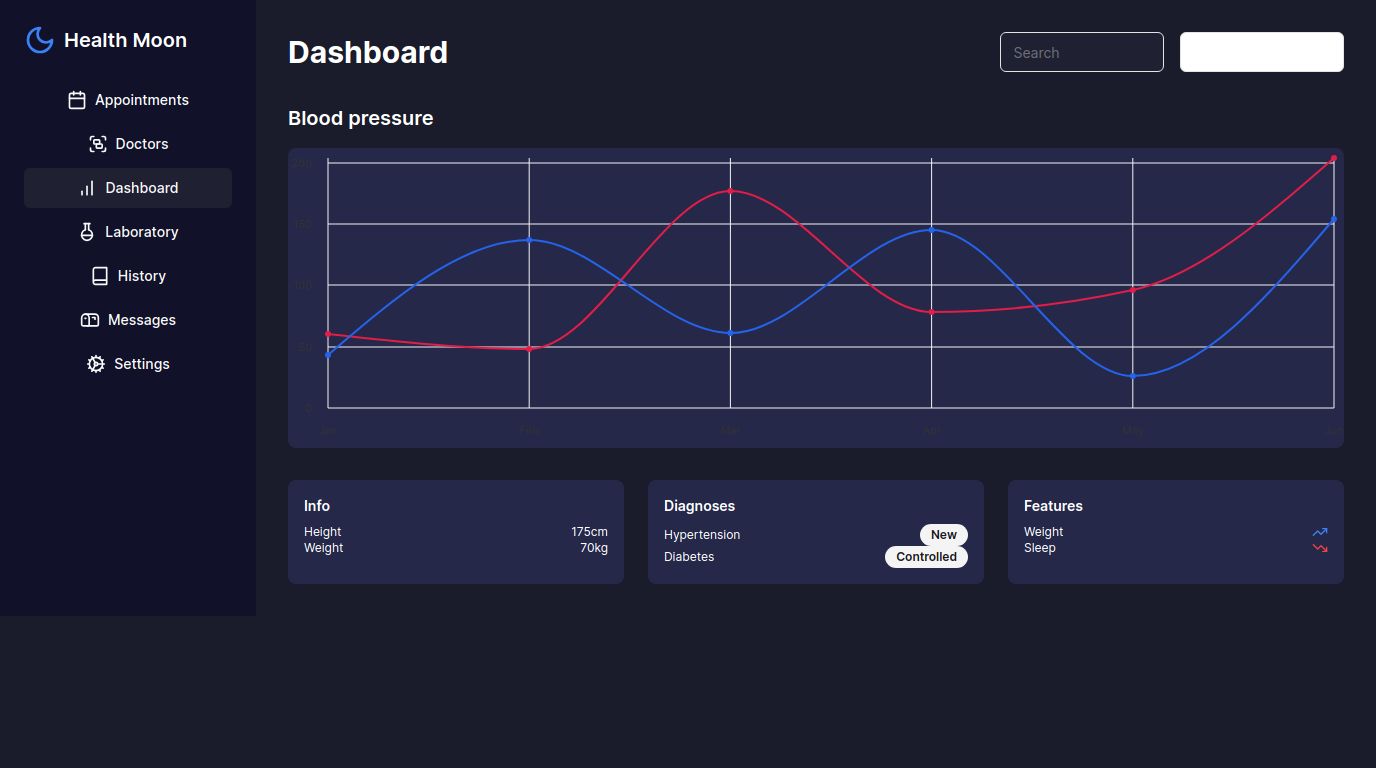 Health Moon
Appointments
Doctors
Dashboard
Laboratory
History
Messages
Settings
Dashboard
Search
Blood pressure
200
150
100
50
0
Jan
Feb
Mar
Apr
May
Jun
Info
Height 175cm
Weight 70kg
Diagnoses
Hypertension New
Diabetes Controlled
Features
Weight
Sleep